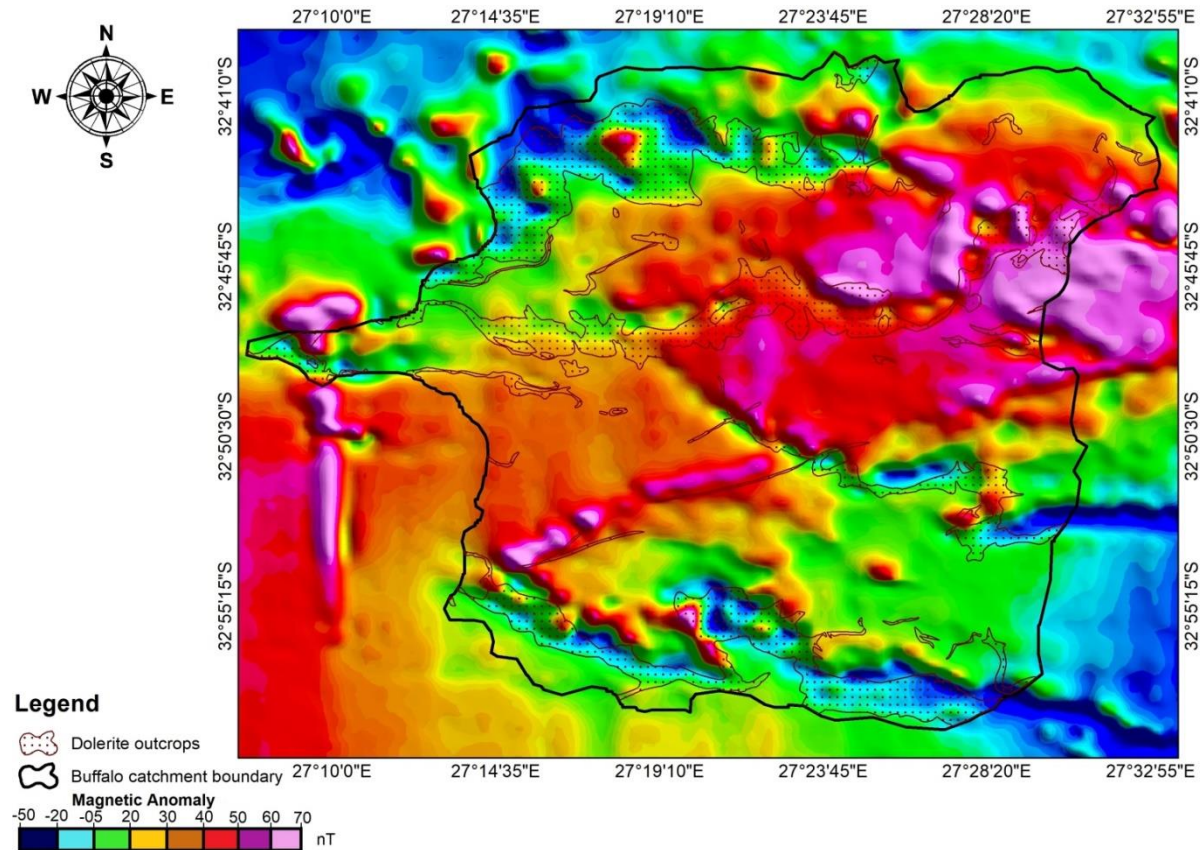 27°10'0"E 27°14'35"E 27°19'10"E 27°23'45"E 27°28'20"E 27°32'55"E
N
W E
S
32°41'0"S
32°45'45"S
32°50'30"S
32°55'15"S
32°41'0"S
32°45'45"S
32°50'30"S
32°55'15"S
27°10'0"E 27°14'35"E 27°19'10"E 27°23'45"E 27°28'20"E 27°32'55"E
Legend
Dolerite outcrops
Buffalo catchment boundary
Magnetic Anomaly
-50 -20 -05 20 30 40 50 60 70
nT